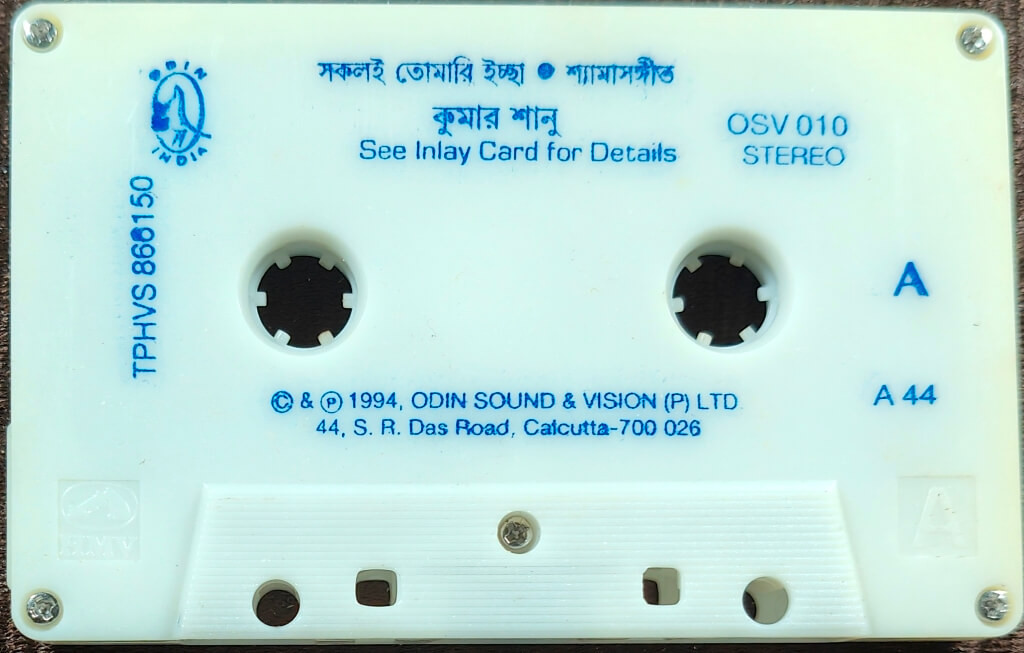 ODIN
INDIA
সকলই তোমারি ইচ্ছা ● শ্যামাসঙ্গীত
কুমার শানু
See Inlay Card for Details
OSV 010
STEREO
TPHVS 866150
A
A 44
© & ℗ 1994, ODIN SOUND & VISION (P) LTD
44, S. R. Das Road, Calcutta-700 026
A